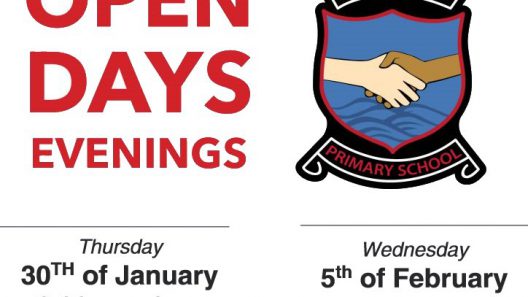 OPEN
DAYS
EVENINGS
PRIMARY SCHOOL
Thursday
30TH of January
Wednesday
5th of February